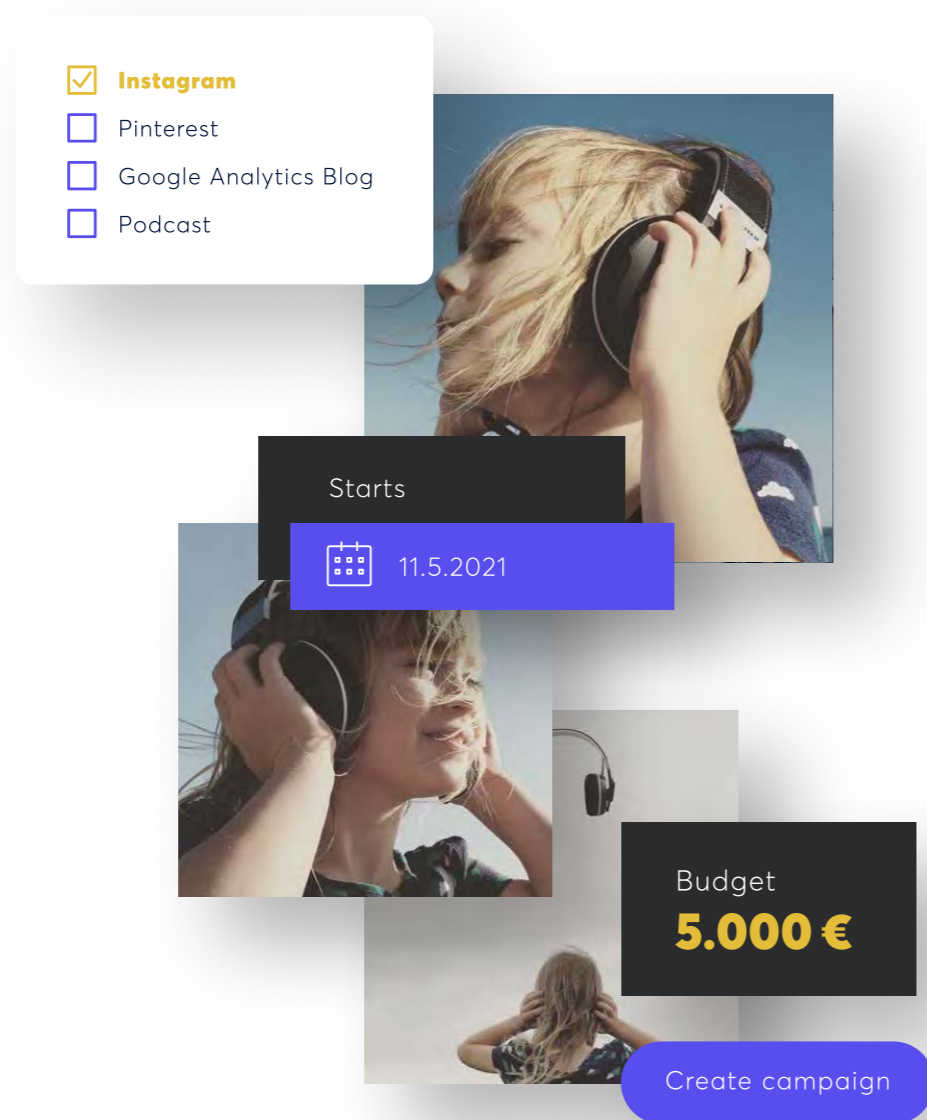 Instagram
Pinterest
Google Analytics Blog
Podcast
Starts
11.5.2021
Budget
5.000 €
Create campaign